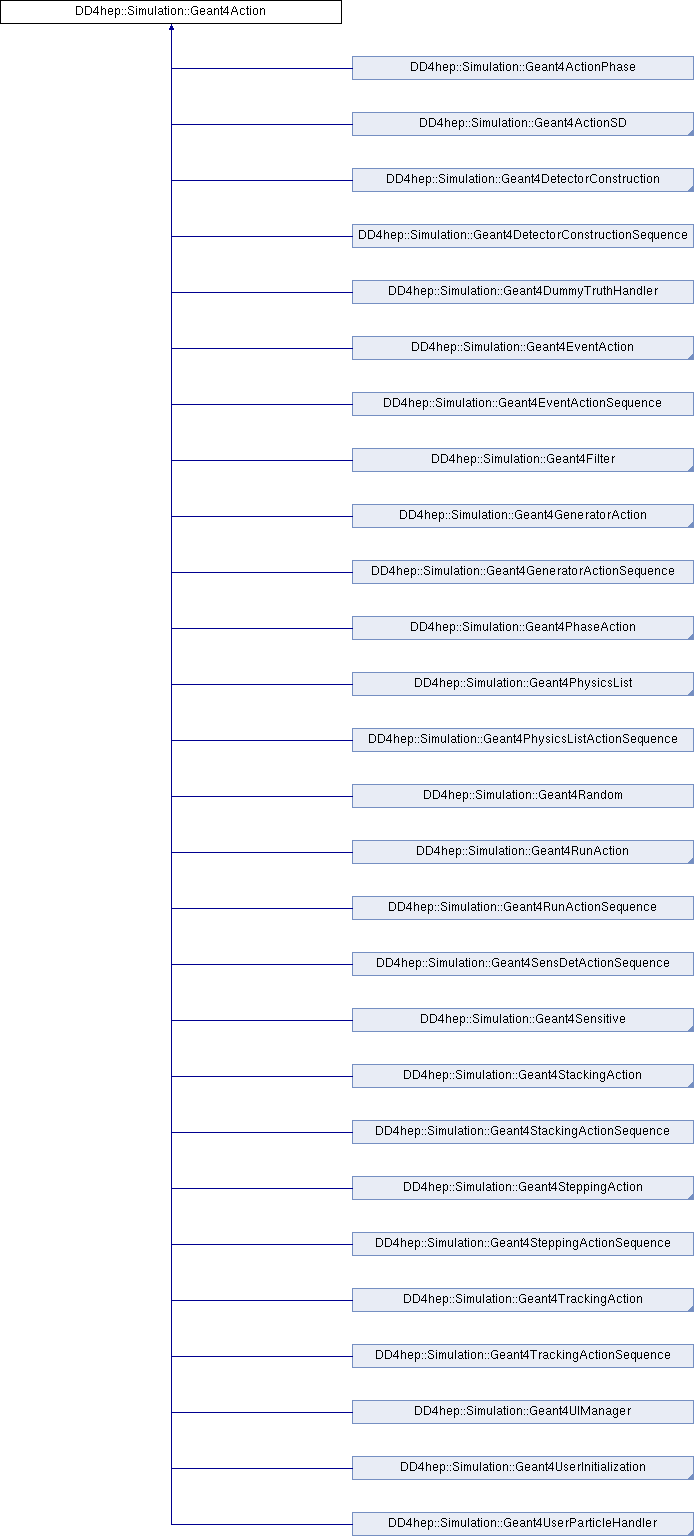 DD4hep::Simulation::Geant4Action
DD4hep::Simulation::Geant4ActionPhase
DD4hep::Simulation::Geant4ActionSD
DD4hep::Simulation::Geant4DetectorConstruction
DD4hep::Simulation::Geant4DetectorConstructionSequence
DD4hep::Simulation::Geant4DummyTruthHandler
DD4hep::Simulation::Geant4EventAction
DD4hep::Simulation::Geant4EventActionSequence
DD4hep::Simulation::Geant4Filter
DD4hep::Simulation::Geant4GeneratorAction
DD4hep::Simulation::Geant4GeneratorActionSequence
DD4hep::Simulation::Geant4PhaseAction
DD4hep::Simulation::Geant4PhysicsList
DD4hep::Simulation::Geant4PhysicsListActionSequence
DD4hep::Simulation::Geant4Random
DD4hep::Simulation::Geant4RunAction
DD4hep::Simulation::Geant4RunActionSequence
DD4hep::Simulation::Geant4SensDetActionSequence
DD4hep::Simulation::Geant4Sensitive
DD4hep::Simulation::Geant4StackingAction
DD4hep::Simulation::Geant4StackingActionSequence
DD4hep::Simulation::Geant4SteppingAction
DD4hep::Simulation::Geant4SteppingActionSequence
DD4hep::Simulation::Geant4TrackingAction
DD4hep::Simulation::Geant4TrackingActionSequence
DD4hep::Simulation::Geant4UIManager
DD4hep::Simulation::Geant4UserInitialization
DD4hep::Simulation::Geant4UserParticleHandler